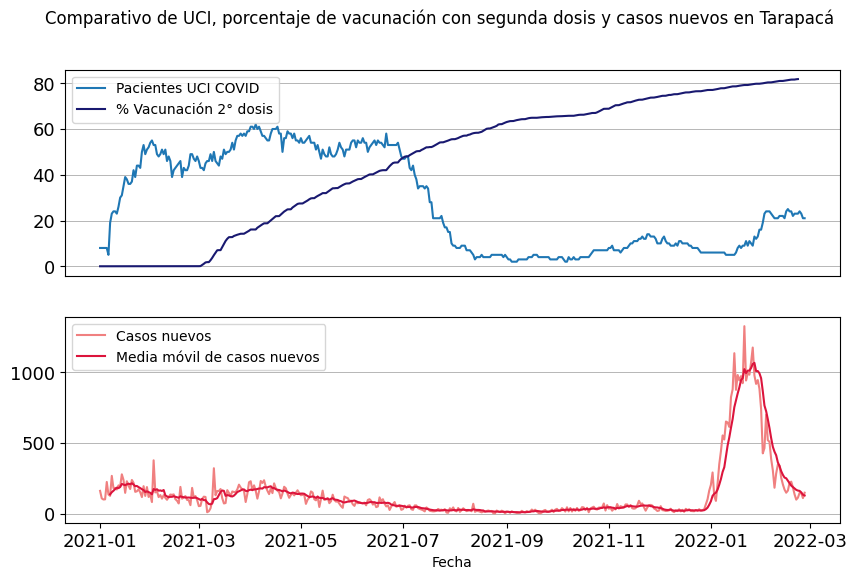 Comparativo de UCI, porcentaje de vacunación con segunda dosis y casos nuevos en Tarapacá
80
60
40
20
0
Pacientes UCI COVID
% Vacunación 2° dosis
1000
500
0
Casos nuevos
Media móvil de casos nuevos
2021-01 2021-03 2021-05 2021-07 2021-09 2021-11 2022-01 2022-03
Fecha